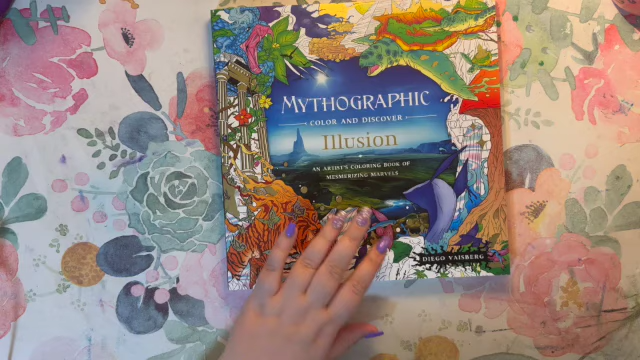 MYTHOGRAPHIC
COLOR AND DISCOVER
Illusion
AN ARTIST'S COLORING BOOK OF
MESMERIZING MARVELS
DIEGO VAISBERG